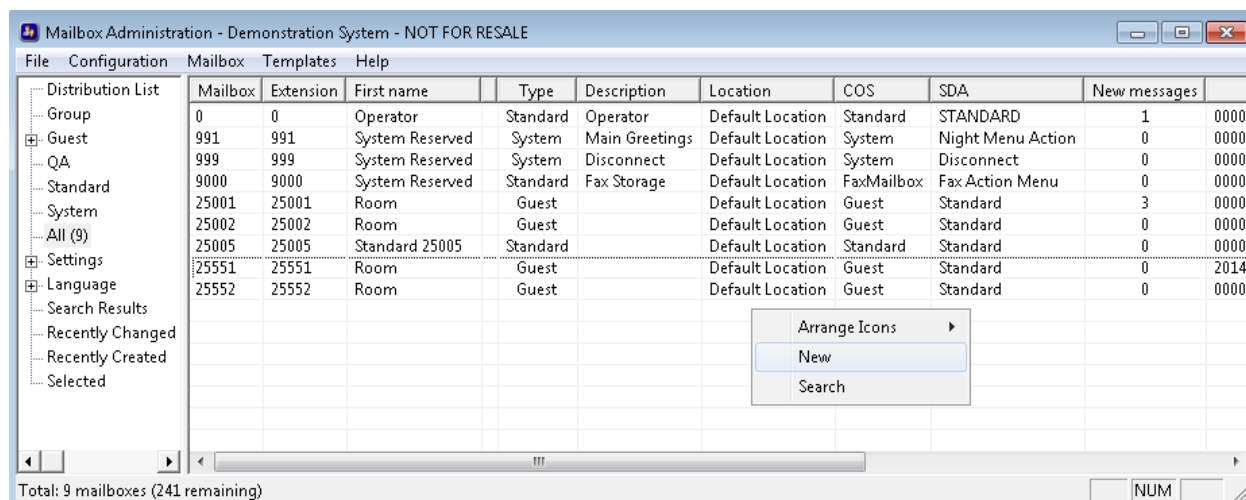 Mailbox Administration - Demonstration System - NOT FOR RESALE
File Configuration Mailbox Templates Help
Distribution List
Group
Guest
QA
Standard
System
All (9)
Settings
Language
Search Results
Recently Changed
Recently Created
Selected
Mailbox Extension First name Type Description Location COS SDA New messages
0 0 Operator Standard Operator Default Location Standard STANDARD 1 0000
991 991 System Reserved System Main Greetings Default Location System Night Menu Action 0 0000
999 999 System Reserved System Disconnect Default Location System Disconnect 0 0000
9000 9000 System Reserved Standard Fax Storage Default Location FaxMailbox Fax Action Menu 0 0000
25001 25001 Room Guest Default Location Guest Standard 3 0000
25002 25002 Room Guest Default Location Guest Standard 0 0000
25005 25005 Standard 25005 Standard Default Location Standard Standard 0 0000
25551 25551 Room Guest Default Location Guest Standard 0 2014
25552 25552 Room Guest Default Location Guest Standard 0 0000
Arrange Icons
New
Search
Total: 9 mailboxes (241 remaining) NUM